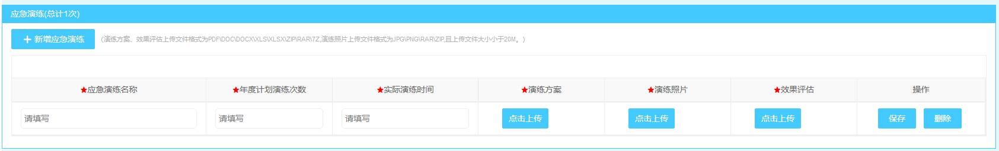 应急演练(总计1次)
新增应急演练 (演练方案、效果评估上传文件格式为PDF\DOC\DOCX\XLS\XLSX\ZIP\RAR\7Z,演练照片上传文件格式为JPG\PNG\RAR\ZIP,且上传文件大小小于20M。)
★应急演练名称 ★年度计划演练次数 ★实际演练时间 ★演练方案 ★演练照片 ★效果评估 操作
请填写 请填写 请填写 点击上传 点击上传 点击上传 保存 删除